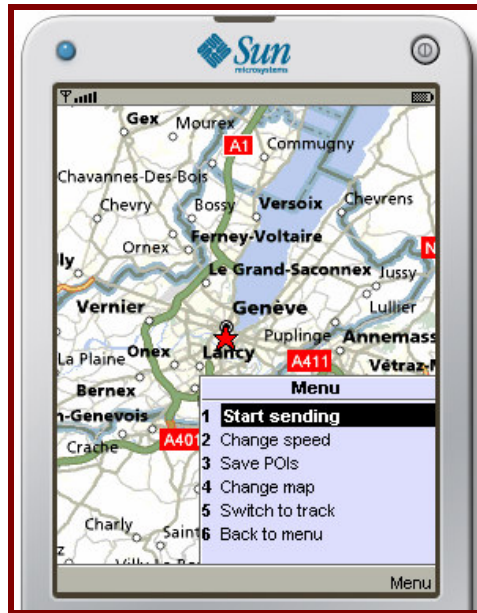 Sun
microsystems
Gex Mourex
A1
Commugny
Chavannes-Des-Bois
Chevry Bossy Versoix Chevrens
Ornex Ferney-Voltaire
N
lly Le Grand-Saconnex Jussy
Vernier Genève Lullier
Puplinge Annemass
La Plaine Onex Lancy A411 Vétraz-M
Bernex
Menu
n-Genevois
1 Start sending
Crache A401
2 Change speed
3 Save POIs
4 Change map
5 Switch to track
Charly Saint
6 Back to menu
z
Menu